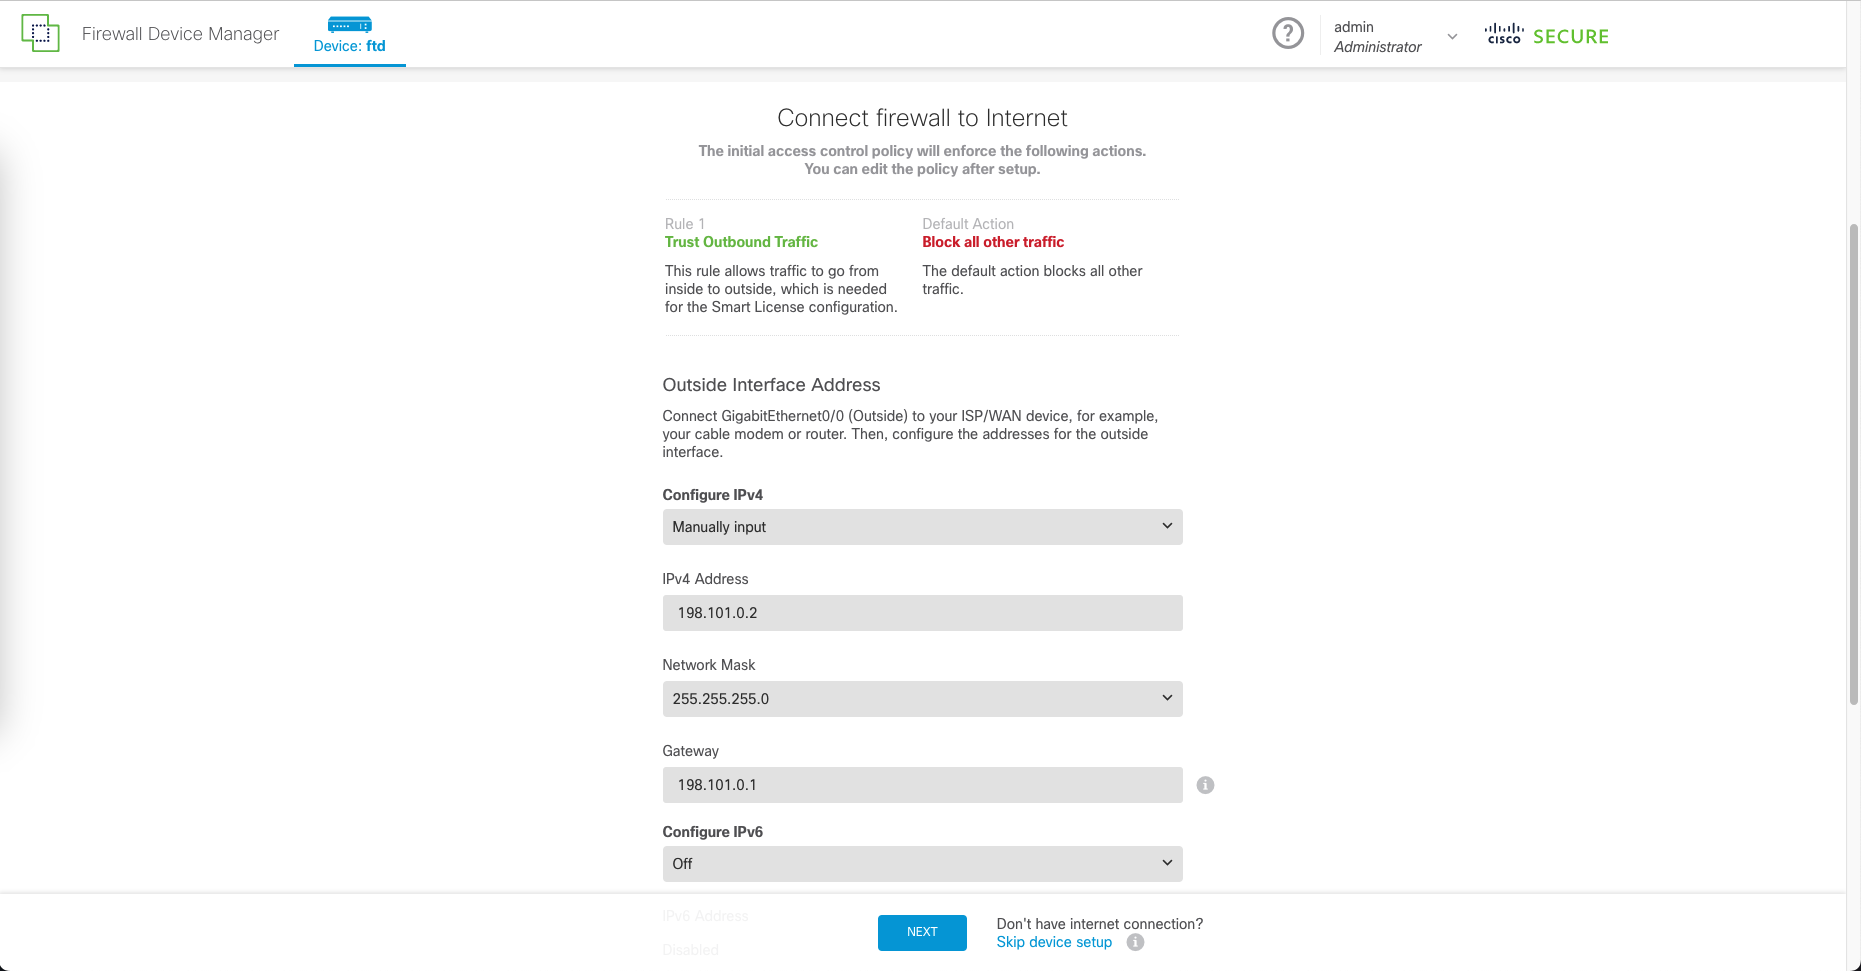 Firewall Device Manager
Device: ftd
?
admin
Administrator
CISCO SECURE
Connect firewall to Internet
The initial access control policy will enforce the following actions.
You can edit the policy after setup.
Rule 1
Trust Outbound Traffic
This rule allows traffic to go from
inside to outside, which is needed
for the Smart License configuration.
Default Action
Block all other traffic
The default action blocks all other
traffic.
Outside Interface Address
Connect GigabitEthernet0/0 (Outside) to your ISP/WAN device, for example,
your cable modem or router. Then, configure the addresses for the outside
interface.
Configure IPv4
Manually input
IPv4 Address
198.101.0.2
Network Mask
255.255.255.0
Gateway
198.101.0.1
i
Configure IPv6
Off
IPv6 Address
Disabled
NEXT
Don't have internet connection?
Skip device setup i